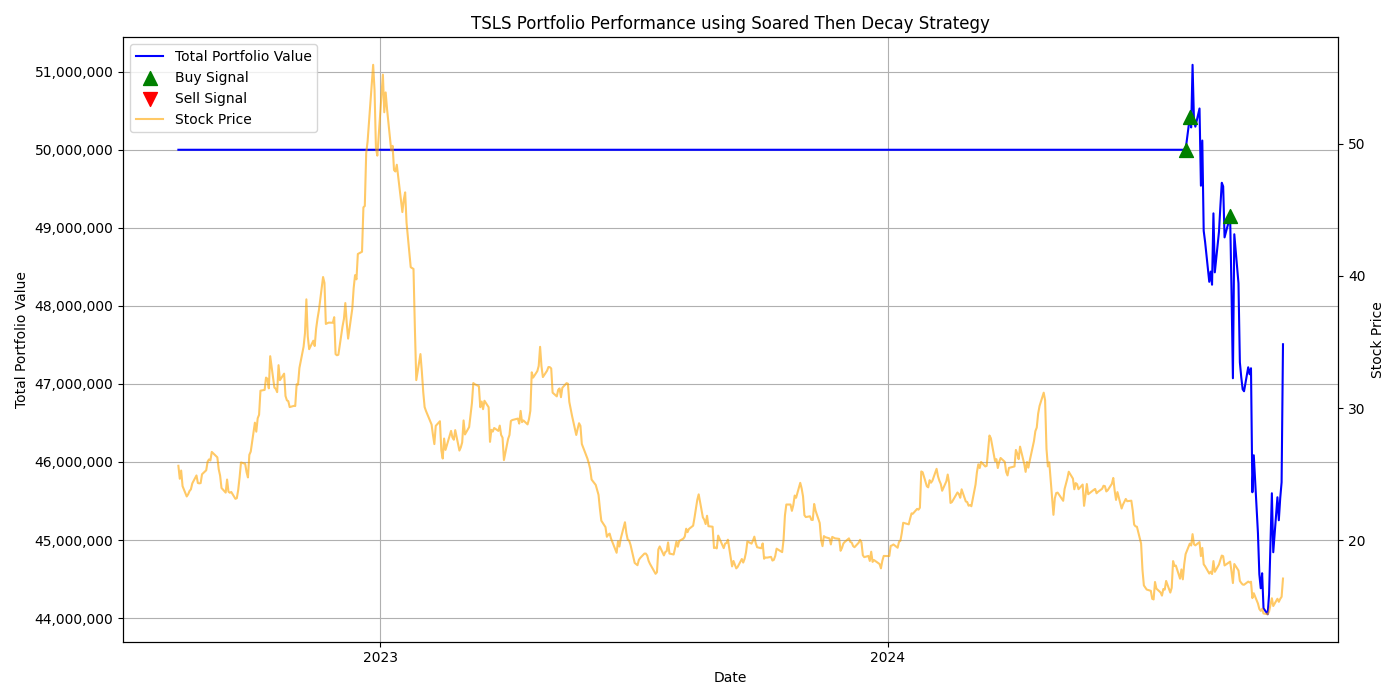 TSLS Portfolio Performance using Soared Then Decay Strategy
Total Portfolio Value
Buy Signal
Sell Signal
Stock Price
51,000,000
50,000,000
49,000,000
48,000,000
47,000,000
46,000,000
45,000,000
44,000,000
Total Portfolio Value
50
40
30
20
Stock Price
2023
2024
Date